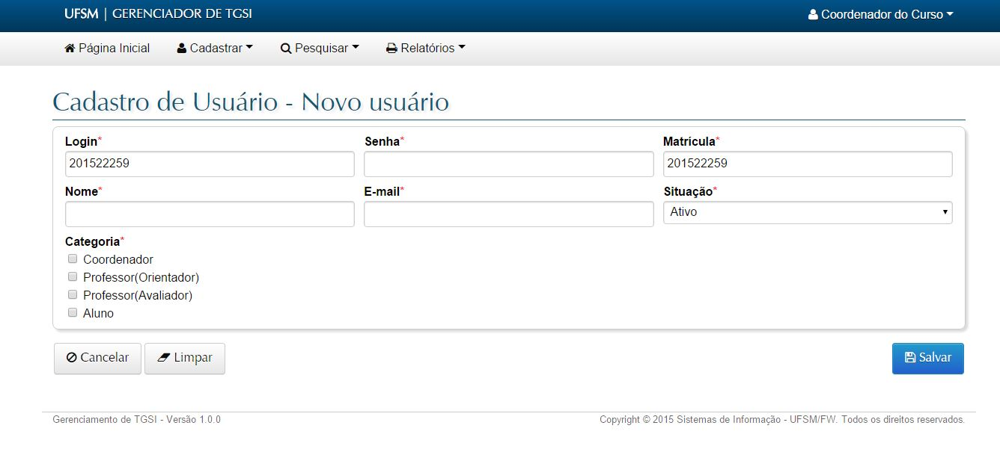 UFSM | GERENCIADOR DE TGSI Coordenador do Curso
Página Inicial Cadastrar Pesquisar Relatórios
Cadastro de Usuário - Novo usuário
Login* Senha* Matrícula*
201522259 201522259
Nome* E-mail* Situação*
Ativo
Categoria*
Coordenador
Professor(Orientador)
Professor(Avaliador)
Aluno
Cancelar Limpar Salvar
Gerenciamento de TGSI - Versão 1.0.0 Copyright © 2015 Sistemas de Informação - UFSM/FW. Todos os direitos reservados.